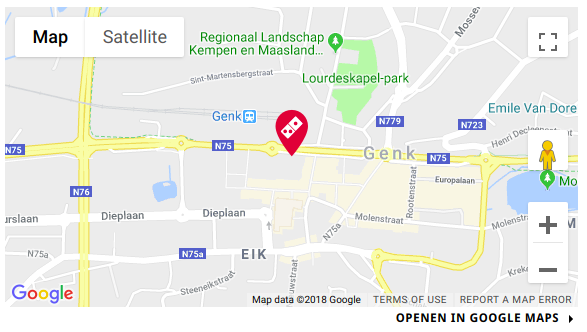 Map
Satellite
Regionaal Landschap
Kempen en Maasland...
Mosse
Sint-Martensbergstraat
Lourdeskapel-park
Emile Van Dore
Genk
N779
N723
Henri Decleenestr
N75
N75
Genk
N75
Europalaan
Mo
N76
Rootenstraat
urslaan
Dieplaan
Dieplaan
Molenstraat
M
N75a
N75a
N75a
EIK
Steeneikstraat
uwstraat
Kreke
Google
Map data ©2018 Google
TERMS OF USE
REPORT A MAP ERROR
OPENEN IN GOOGLE MAPS